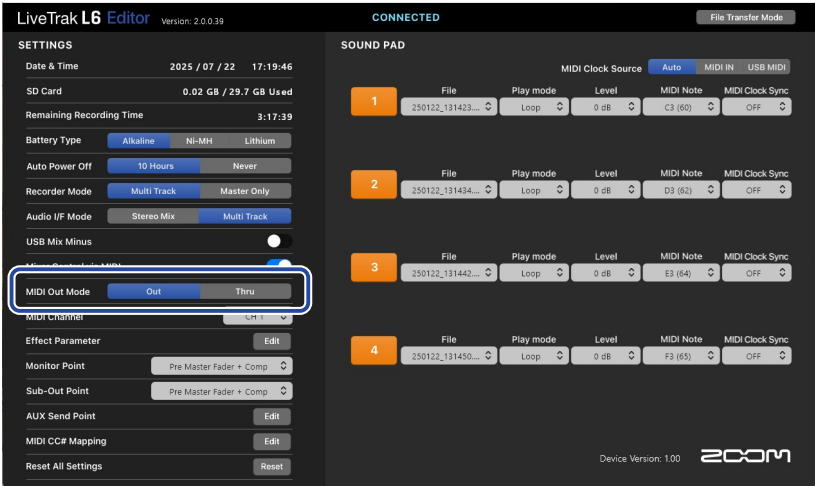 LiveTrak L6 Editor Version: 2.0.0.39 CONNECTED File Transfer Mode
SETTINGS
Date & Time 2025 / 07 / 22 17:19:46
SD Card 0.02 GB / 29.7 GB Used
Remaining Recording Time 3:17:39
Battery Type Alkaline Ni-MH Lithium
Auto Power Off 10 Hours Never
Recorder Mode Multi Track Master Only
Audio I/F Mode Stereo Mix Multi Track
USB Mix Minus
Mixer Control via MIDI
MIDI Out Mode Out Thru
MIDI Channel CH 1
Effect Parameter Edit
Monitor Point Pre Master Fader + Comp
Sub-Out Point Pre Master Fader + Comp
AUX Send Point Edit
MIDI CC# Mapping Edit
Reset All Settings Reset
SOUND PAD
MIDI Clock Source Auto MIDI IN USB MIDI
File Play mode Level MIDI Note MIDI Clock Sync
1 250122_131423.... Loop 0 dB C3 (60) OFF
File Play mode Level MIDI Note MIDI Clock Sync
2 250122_131434.... Loop 0 dB D3 (62) OFF
File Play mode Level MIDI Note MIDI Clock Sync
3 250122_131442.... Loop 0 dB E3 (64) OFF
File Play mode Level MIDI Note MIDI Clock Sync
4 250122_131450.... Loop 0 dB F3 (65) OFF
Device Version: 1.00 ZOOM